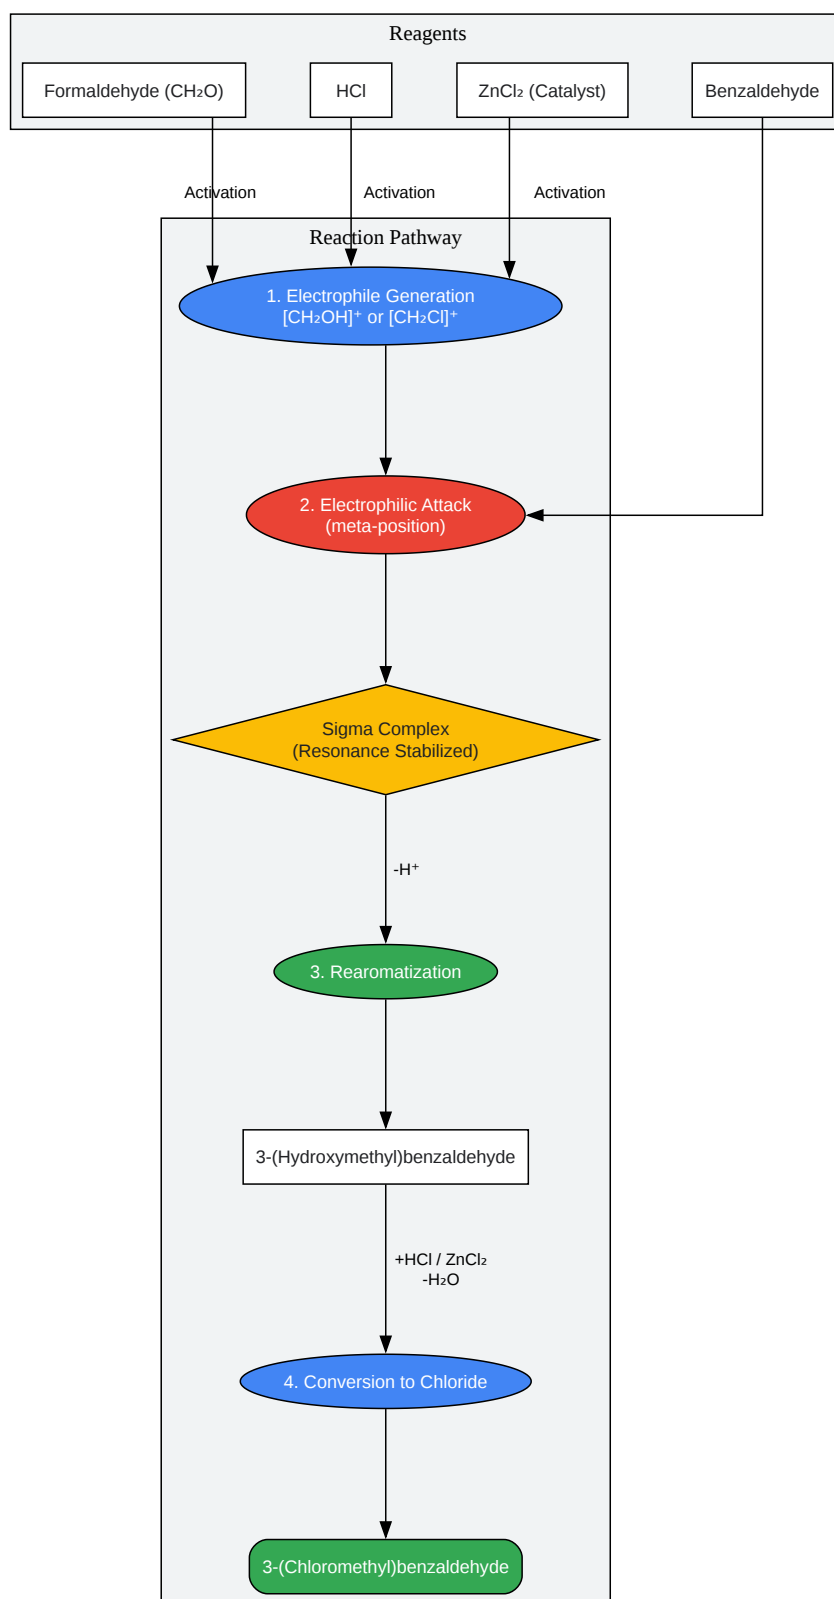 Reagents
Formaldehyde (CH₂O)
HCl
ZnCl₂ (Catalyst)
Benzaldehyde
Activation
Activation
Activation
Reaction Pathway
1. Electrophile Generation
[CH₂OH]⁺ or [CH₂Cl]⁺
2. Electrophilic Attack
(meta-position)
Sigma Complex
(Resonance Stabilized)
-H⁺
3. Rearomatization
3-(Hydroxymethyl)benzaldehyde
+HCl / ZnCl₂
-H₂O
4. Conversion to Chloride
3-(Chloromethyl)benzaldehyde